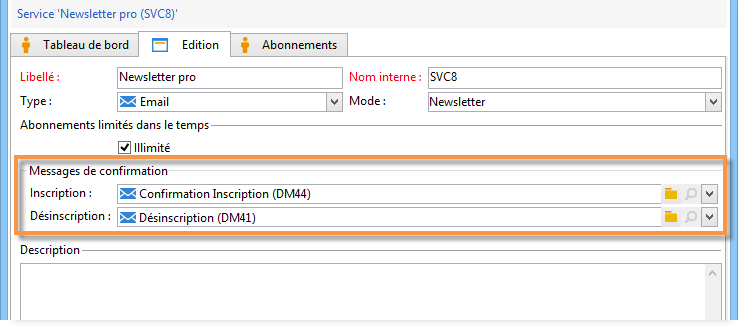 Service 'Newsletter pro (SVC8)'
Tableau de bord Edition Abonnements
Libellé : Newsletter pro Nom interne : SVC8
Type : Email Mode : Newsletter
Abonnements limités dans le temps
Illimité
Messages de confirmation
Inscription : Confirmation Inscription (DM44)
Désinscription : Désinscription (DM41)
Description